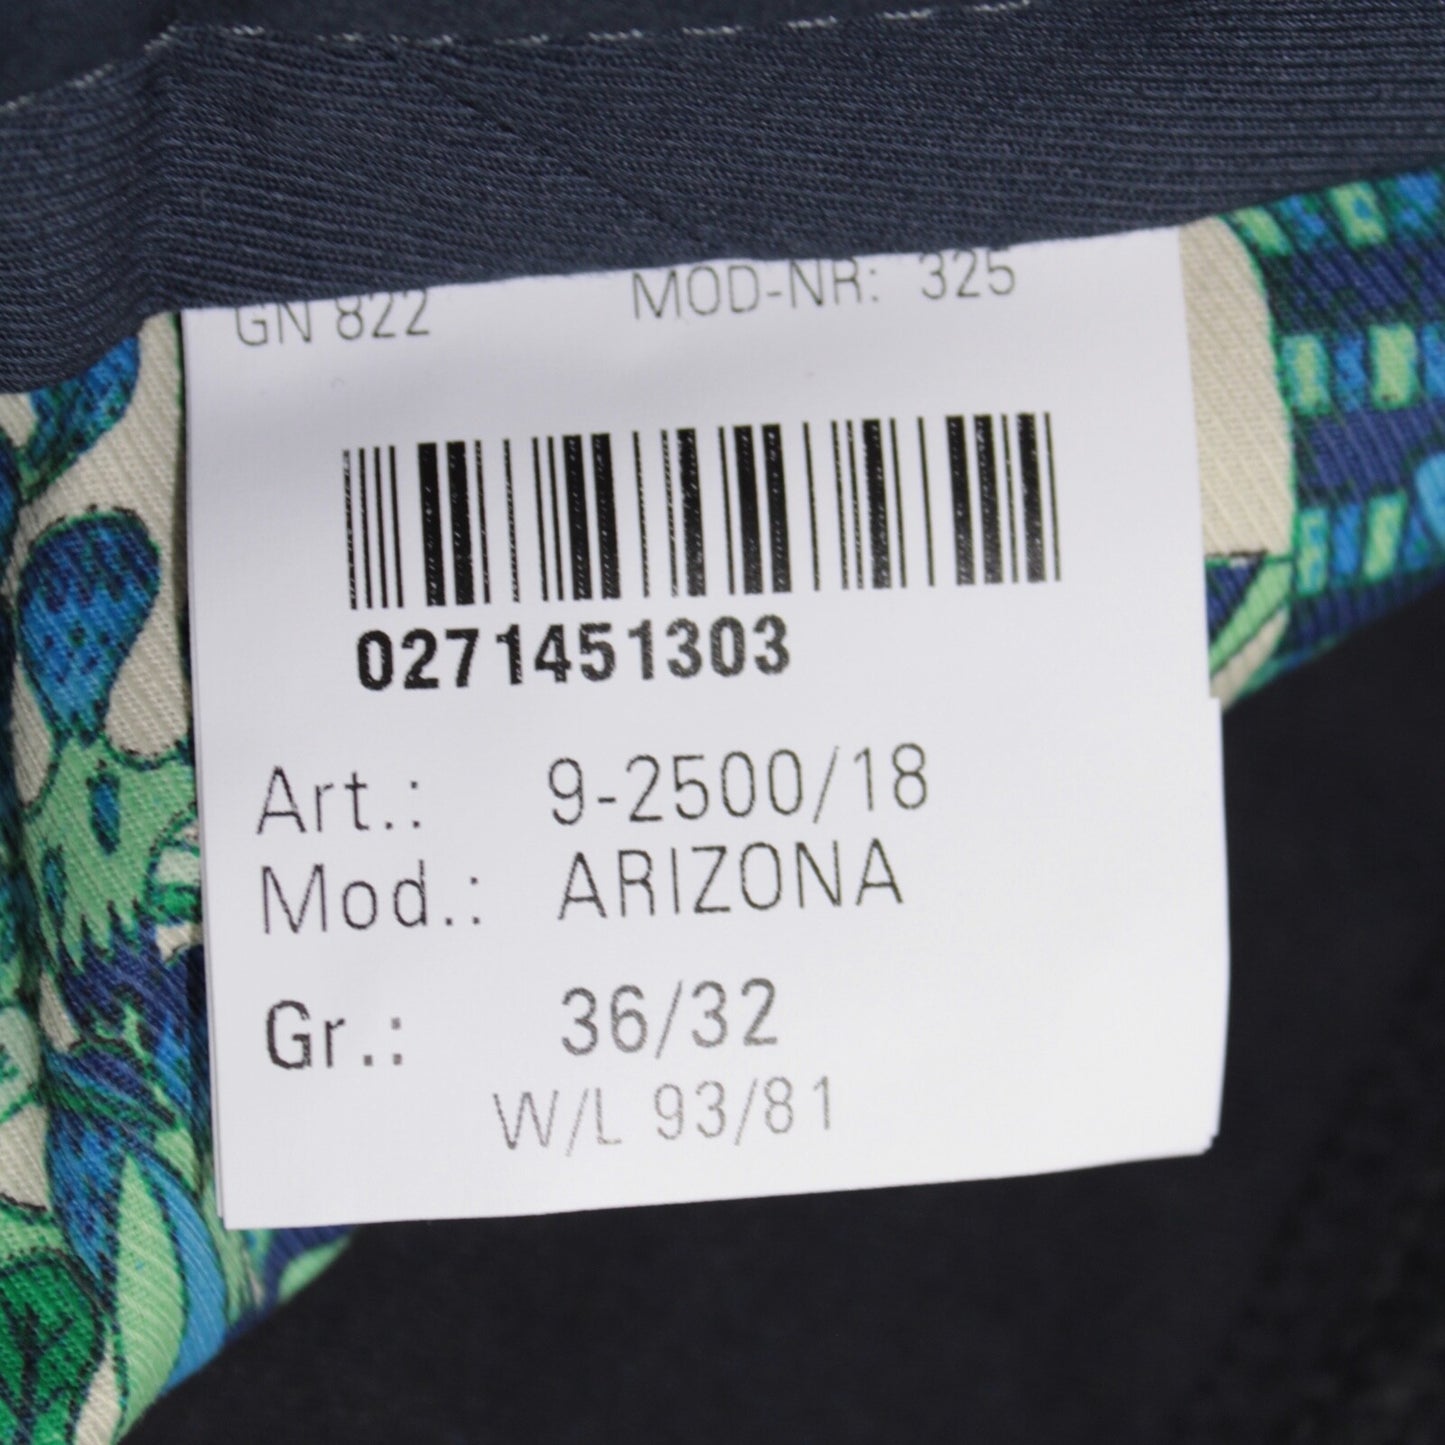 GN 822 MOD-NR: 325
0271451303
Art.: 9-2500/18
Mod.: ARIZONA
Gr.: 36/32
W/L 93/81